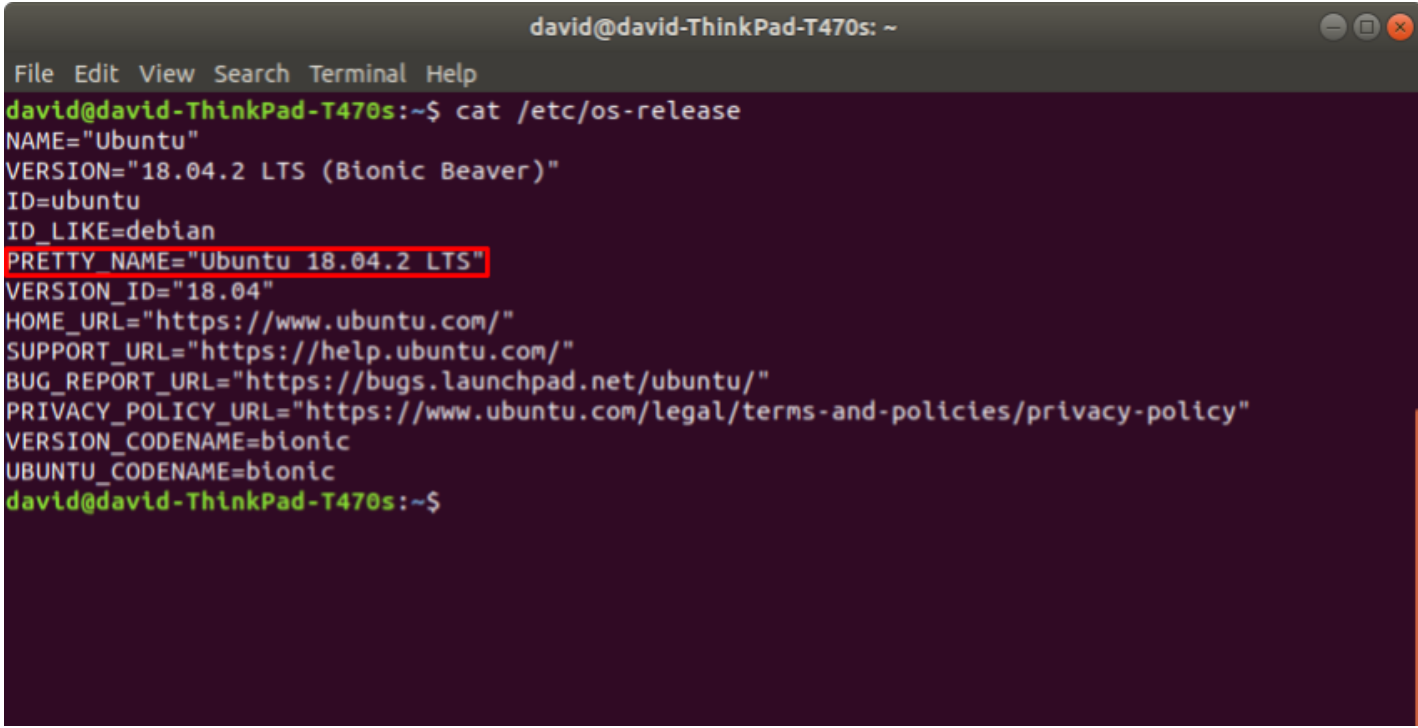 david@david-ThinkPad-T470s: ~
File Edit View Search Terminal Help
david@david-ThinkPad-T470s:~$ cat /etc/os-release
NAME="Ubuntu"
VERSION="18.04.2 LTS (Bionic Beaver)"
ID=ubuntu
ID_LIKE=debian
PRETTY_NAME="Ubuntu 18.04.2 LTS"
VERSION_ID="18.04"
HOME_URL="https://www.ubuntu.com/"
SUPPORT_URL="https://help.ubuntu.com/"
BUG_REPORT_URL="https://bugs.launchpad.net/ubuntu/"
PRIVACY_POLICY_URL="https://www.ubuntu.com/legal/terms-and-policies/privacy-policy"
VERSION_CODENAME=bionic
UBUNTU_CODENAME=bionic
david@david-ThinkPad-T470s:~$